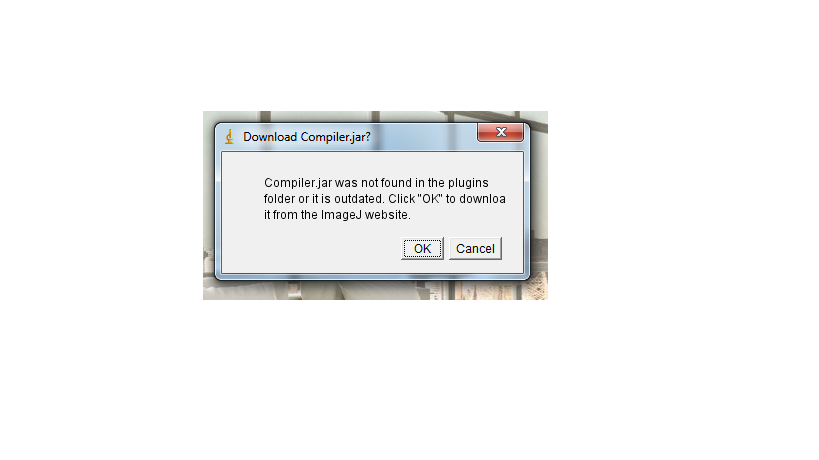 Download Compiler.jar?
Compiler.jar was not found in the plugins
folder or it is outdated. Click "OK" to downloa
it from the ImageJ website.
OK
Cancel